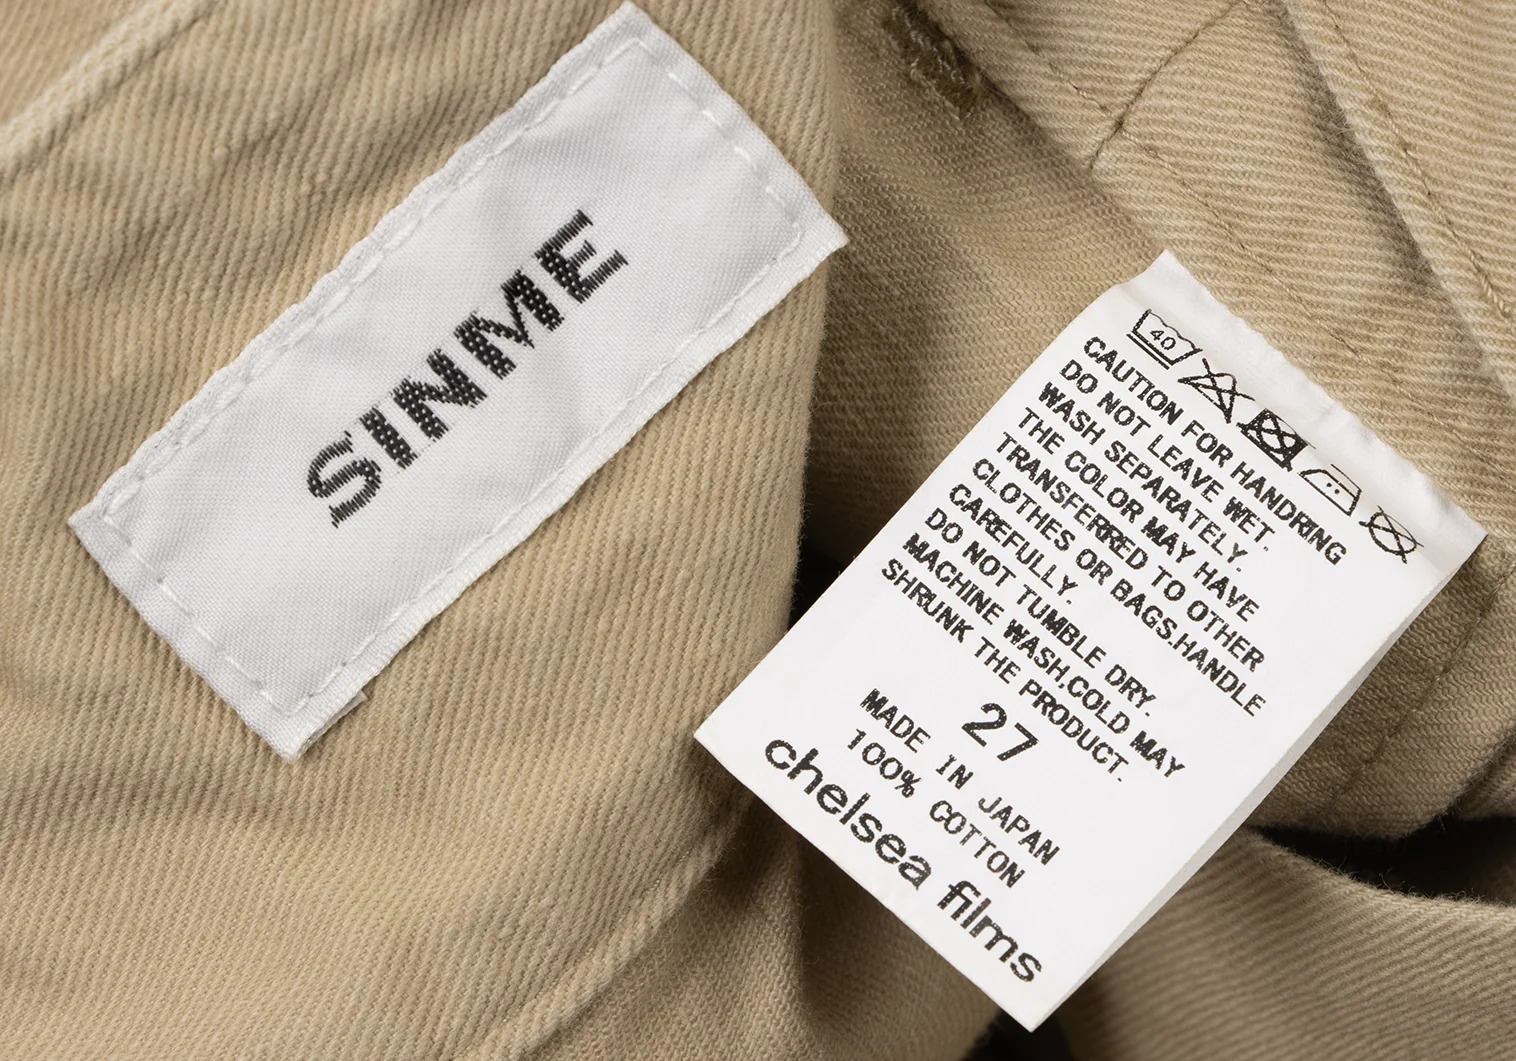 SINME
40
CAUTION FOR HANDRING
DO NOT LEAVE WET.
WASH SEPARATELY.
THE COLOR MAY HAVE
TRANSFERRED TO OTHER
CLOTHES OR BAGS.HANDLE
CAREFULLY.
DO NOT TUMBLE DRY.
MACHINE WASH,COLD MAY
SHRUNK THE PRODUCT.
27
MADE IN JAPAN
100% COTTON
chelsea films